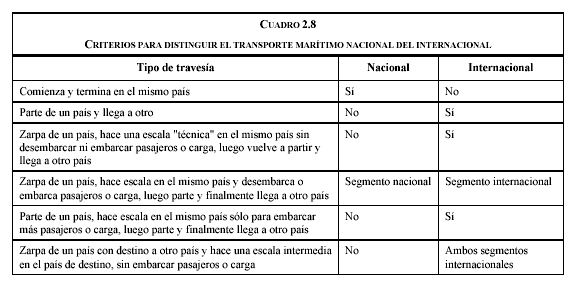 CUADRO 2.8
CRITERIOS PARA DISTINGUIR EL TRANSPORTE MARÍTIMO NACIONAL DEL INTERNACIONAL
Tipo de travesía Nacional Internacional
Comienza y termina en el mismo país Sí No
Parte de un país y llega a otro No Sí
Zarpa de un país, hace una escala "técnica" en el mismo país sin No Sí
desembarcar ni embarcar pasajeros o carga, luego vuelve a partir y
llega a otro país
Zarpa de un país, hace escala en el mismo país y desembarca o Segmento nacional Segmento internacional
embarca pasajeros o carga, luego parte y finalmente llega a otro país
Parte de un país, hace escala en el mismo país sólo para embarcar No Sí
más pasajeros o carga, luego parte y finalmente llega a otro país
Zarpa de un país con destino a otro país y hace una escala intermedia No Ambos segmentos
en el país de destino, sin embarcar pasajeros o carga internacionales